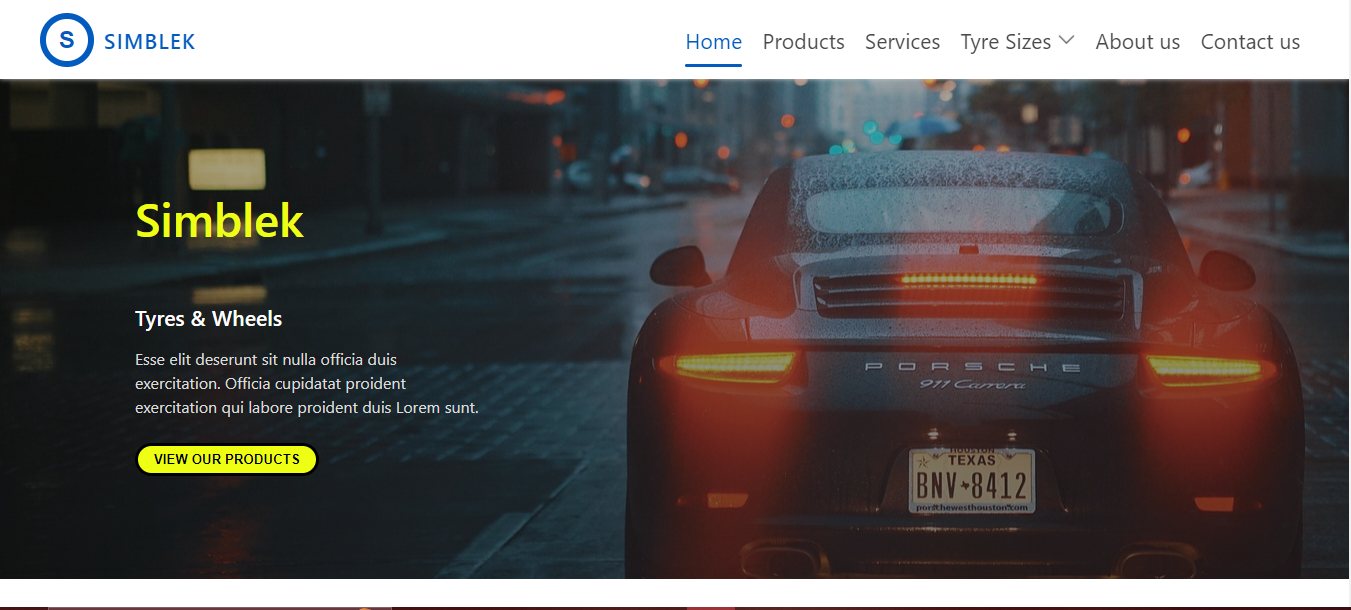 S SIMBLEK
Home Products Services Tyre Sizes About us Contact us
Simblek
Tyres & Wheels
Esse elit deserunt sit nulla officia duis
exercitation. Officia cupidatat proident
exercitation qui labore proident duis Lorem sunt.
VIEW OUR PRODUCTS
PORSCHE
911 Carrera
HOUSTON
TEXAS
BNV 8412
porschewesthouston.com